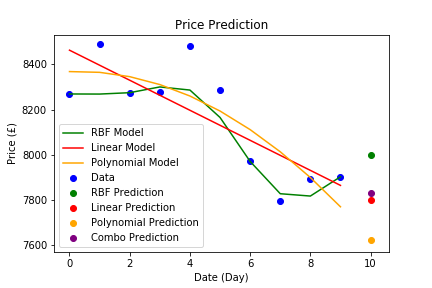 Price Prediction
Price (£)
8400
8200
8000
7800
7600
RBF Model
Linear Model
Polynomial Model
Data
RBF Prediction
Linear Prediction
Polynomial Prediction
Combo Prediction
0 2 4 6 8 10
Date (Day)